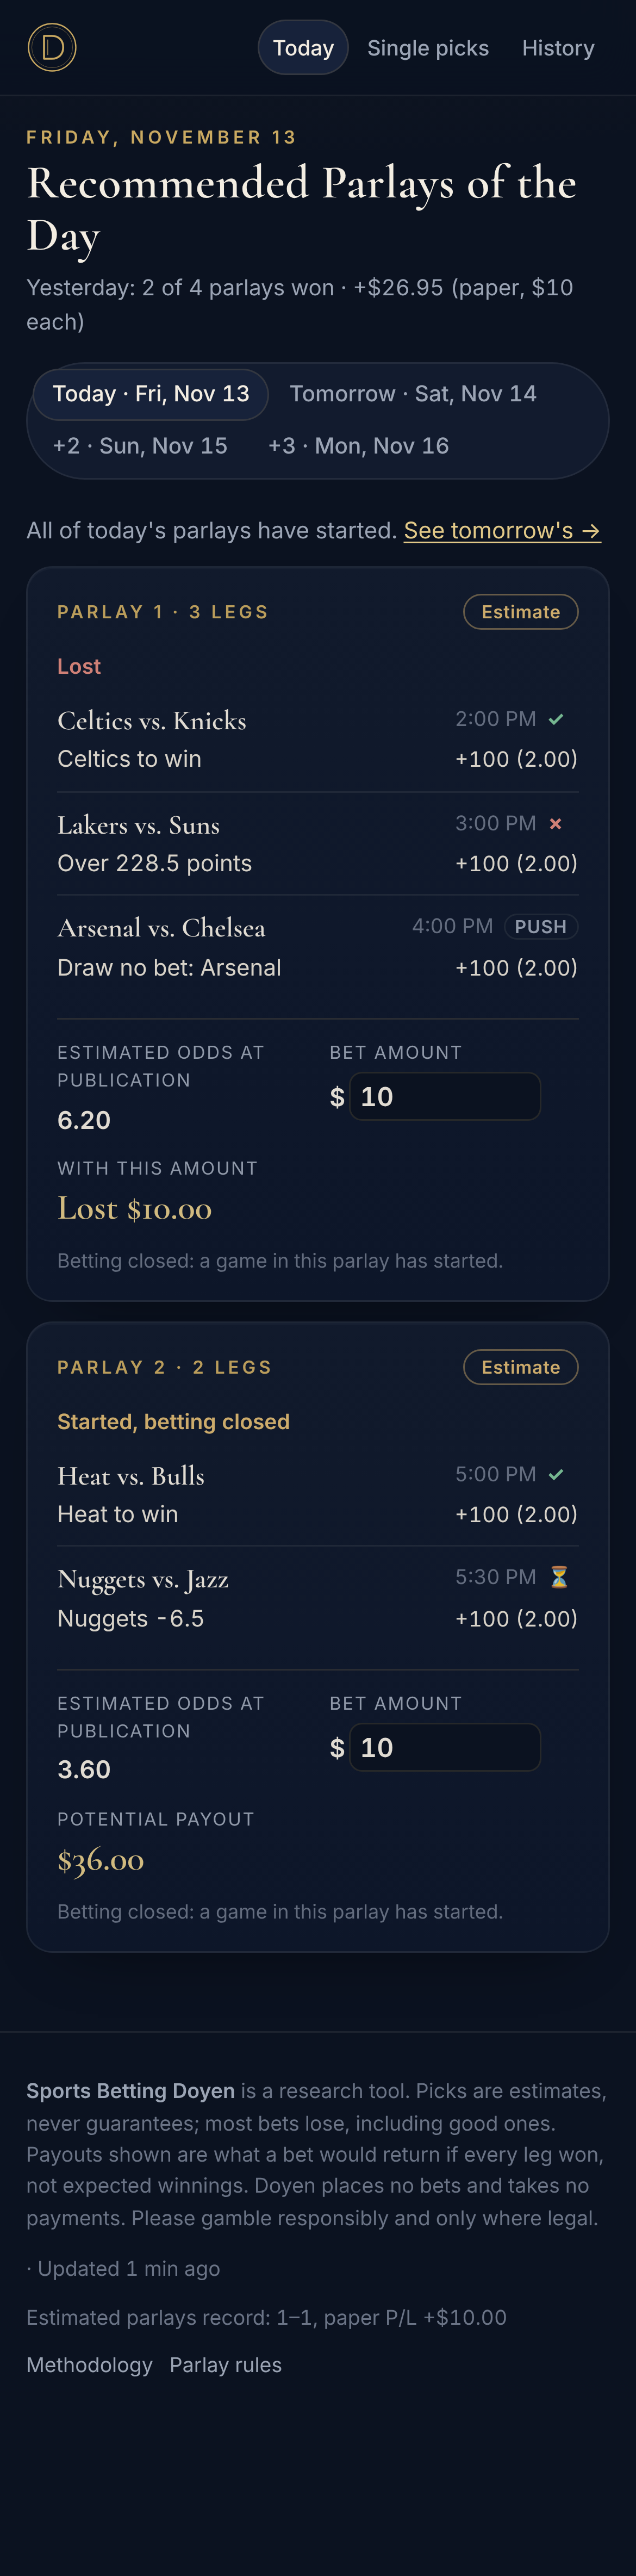 D
Today
Single picks
History
FRIDAY, NOVEMBER 13
Recommended Parlays of the
Day
Yesterday: 2 of 4 parlays won · +$26.95 (paper, $10
each)
Today · Fri, Nov 13
Tomorrow · Sat, Nov 14
+2 · Sun, Nov 15
+3 · Mon, Nov 16
All of today's parlays have started. See tomorrow's →
PARLAY 1 · 3 LEGS
Estimate
Lost
Celtics vs. Knicks
2:00 PM ✓
Celtics to win
+100 (2.00)
Lakers vs. Suns
3:00 PM ×
Over 228.5 points
+100 (2.00)
Arsenal vs. Chelsea
4:00 PM PUSH
Draw no bet: Arsenal
+100 (2.00)
ESTIMATED ODDS AT
PUBLICATION
6.20
BET AMOUNT
$ 10
WITH THIS AMOUNT
Lost $10.00
Betting closed: a game in this parlay has started.
PARLAY 2 · 2 LEGS
Estimate
Started, betting closed
Heat vs. Bulls
5:00 PM ✓
Heat to win
+100 (2.00)
Nuggets vs. Jazz
5:30 PM ⏳
Nuggets -6.5
+100 (2.00)
ESTIMATED ODDS AT
PUBLICATION
3.60
BET AMOUNT
$ 10
POTENTIAL PAYOUT
$36.00
Betting closed: a game in this parlay has started.
Sports Betting Doyen is a research tool. Picks are estimates,
never guarantees; most bets lose, including good ones.
Payouts shown are what a bet would return if every leg won,
not expected winnings. Doyen places no bets and takes no
payments. Please gamble responsibly and only where legal.
· Updated 1 min ago
Estimated parlays record: 1–1, paper P/L +$10.00
Methodology
Parlay rules